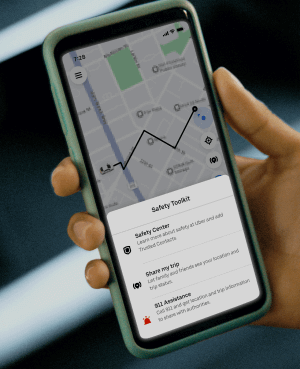 7:28
Safety Toolkit
Safety Center
Learn more about safety at Uber and add
Trusted Contacts.
Share my trip
Let family and friends see your location and
trip status.
911 Assistance
Call 911 and get location and trip information
to share with authorities.